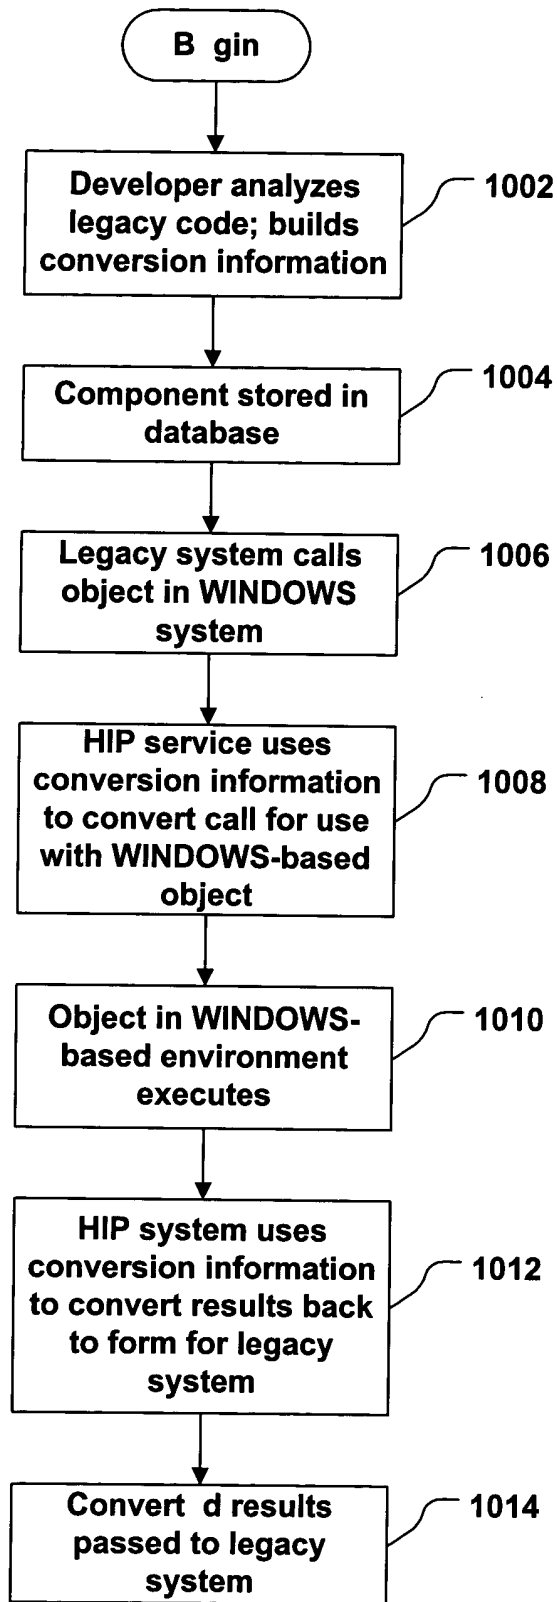 B gin
Developer analyzes
legacy code; builds
conversion information
1002
Component stored in
database
1004
Legacy system calls
object in WINDOWS
system
1006
HIP service uses
conversion information
to convert call for use
with WINDOWS-based
object
1008
Object in WINDOWS-
based environment
executes
1010
HIP system uses
conversion information
to convert results back
to form for legacy
system
1012
Convert d results
passed to legacy
system
1014